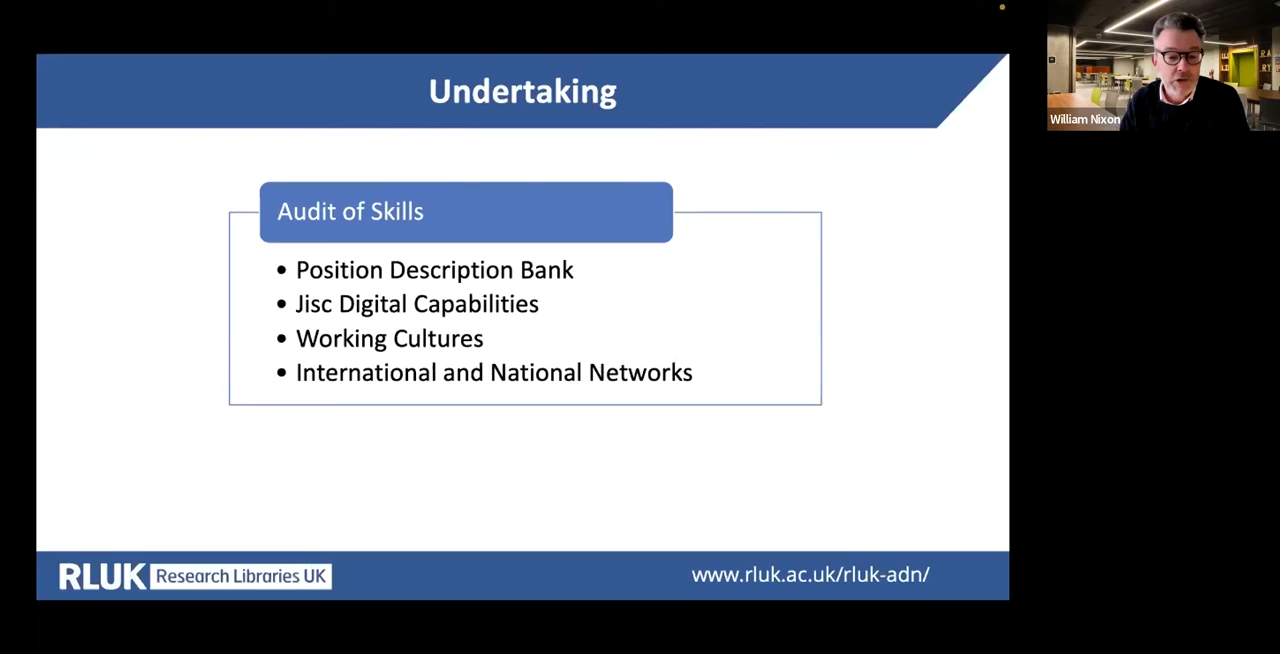 Undertaking
William Nixon
Audit of Skills
• Position Description Bank
• Jisc Digital Capabilities
• Working Cultures
• International and National Networks
RLUK Research Libraries UK
www.rluk.ac.uk/rluk-adn/